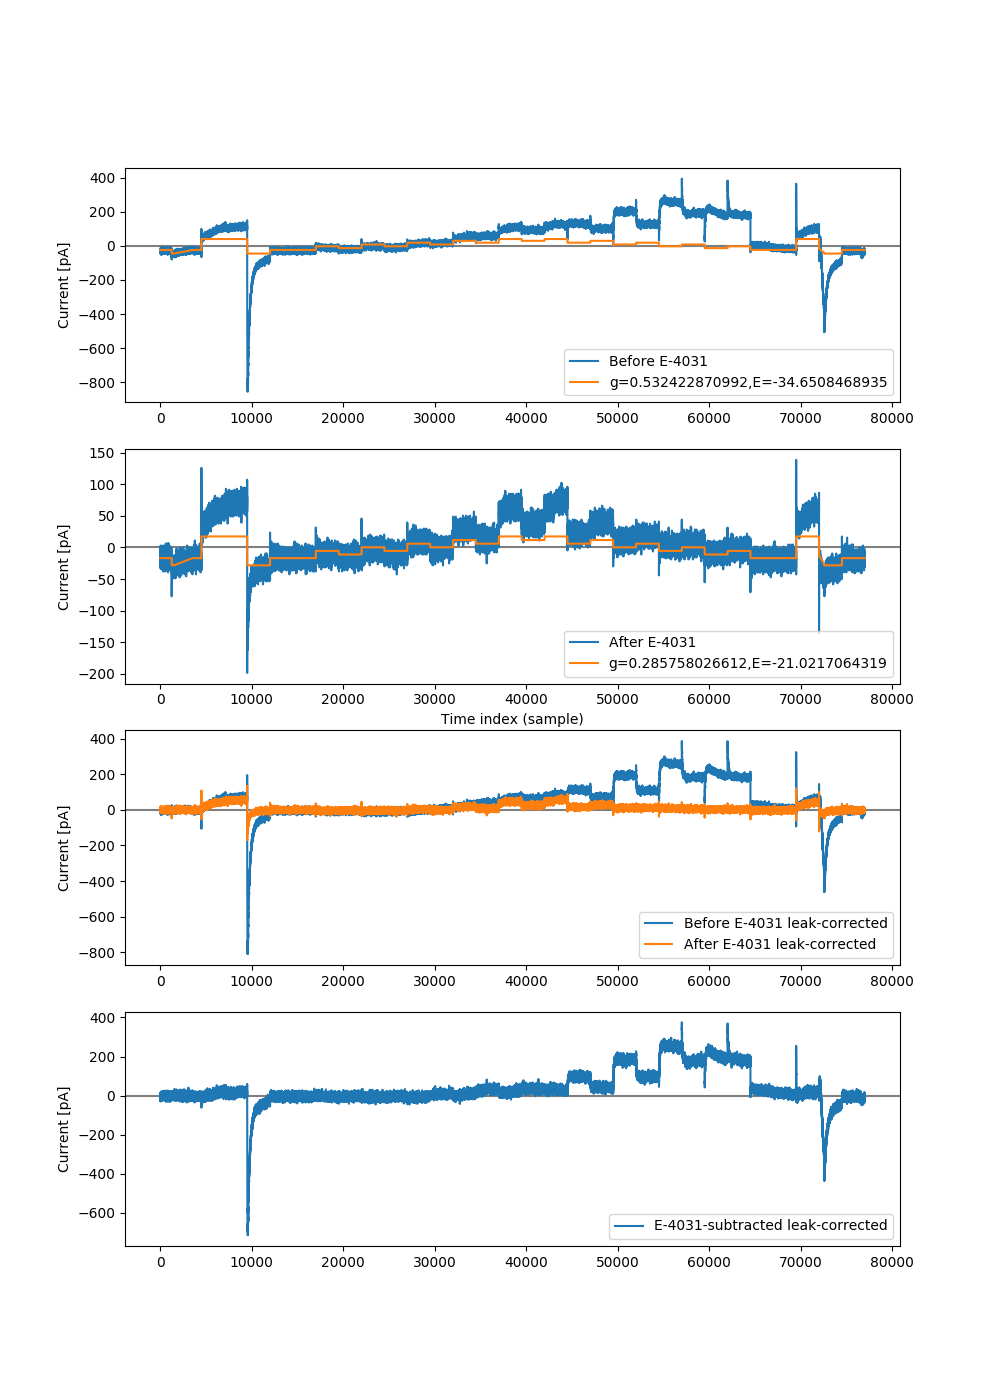 400
200
0
−200
−400
−600
−800
Current [pA]
Before E-4031
g=0.532422870992,E=-34.6508468935
0 10000 20000 30000 40000 50000 60000 70000 80000
150
100
50
0
−50
−100
−150
−200
Current [pA]
After E-4031
g=0.285758026612,E=-21.0217064319
0 10000 20000 30000 40000 50000 60000 70000 80000
Time index (sample)
400
200
0
−200
−400
−600
−800
Current [pA]
Before E-4031 leak-corrected
After E-4031 leak-corrected
0 10000 20000 30000 40000 50000 60000 70000 80000
400
200
0
−200
−400
−600
Current [pA]
E-4031-subtracted leak-corrected
0 10000 20000 30000 40000 50000 60000 70000 80000